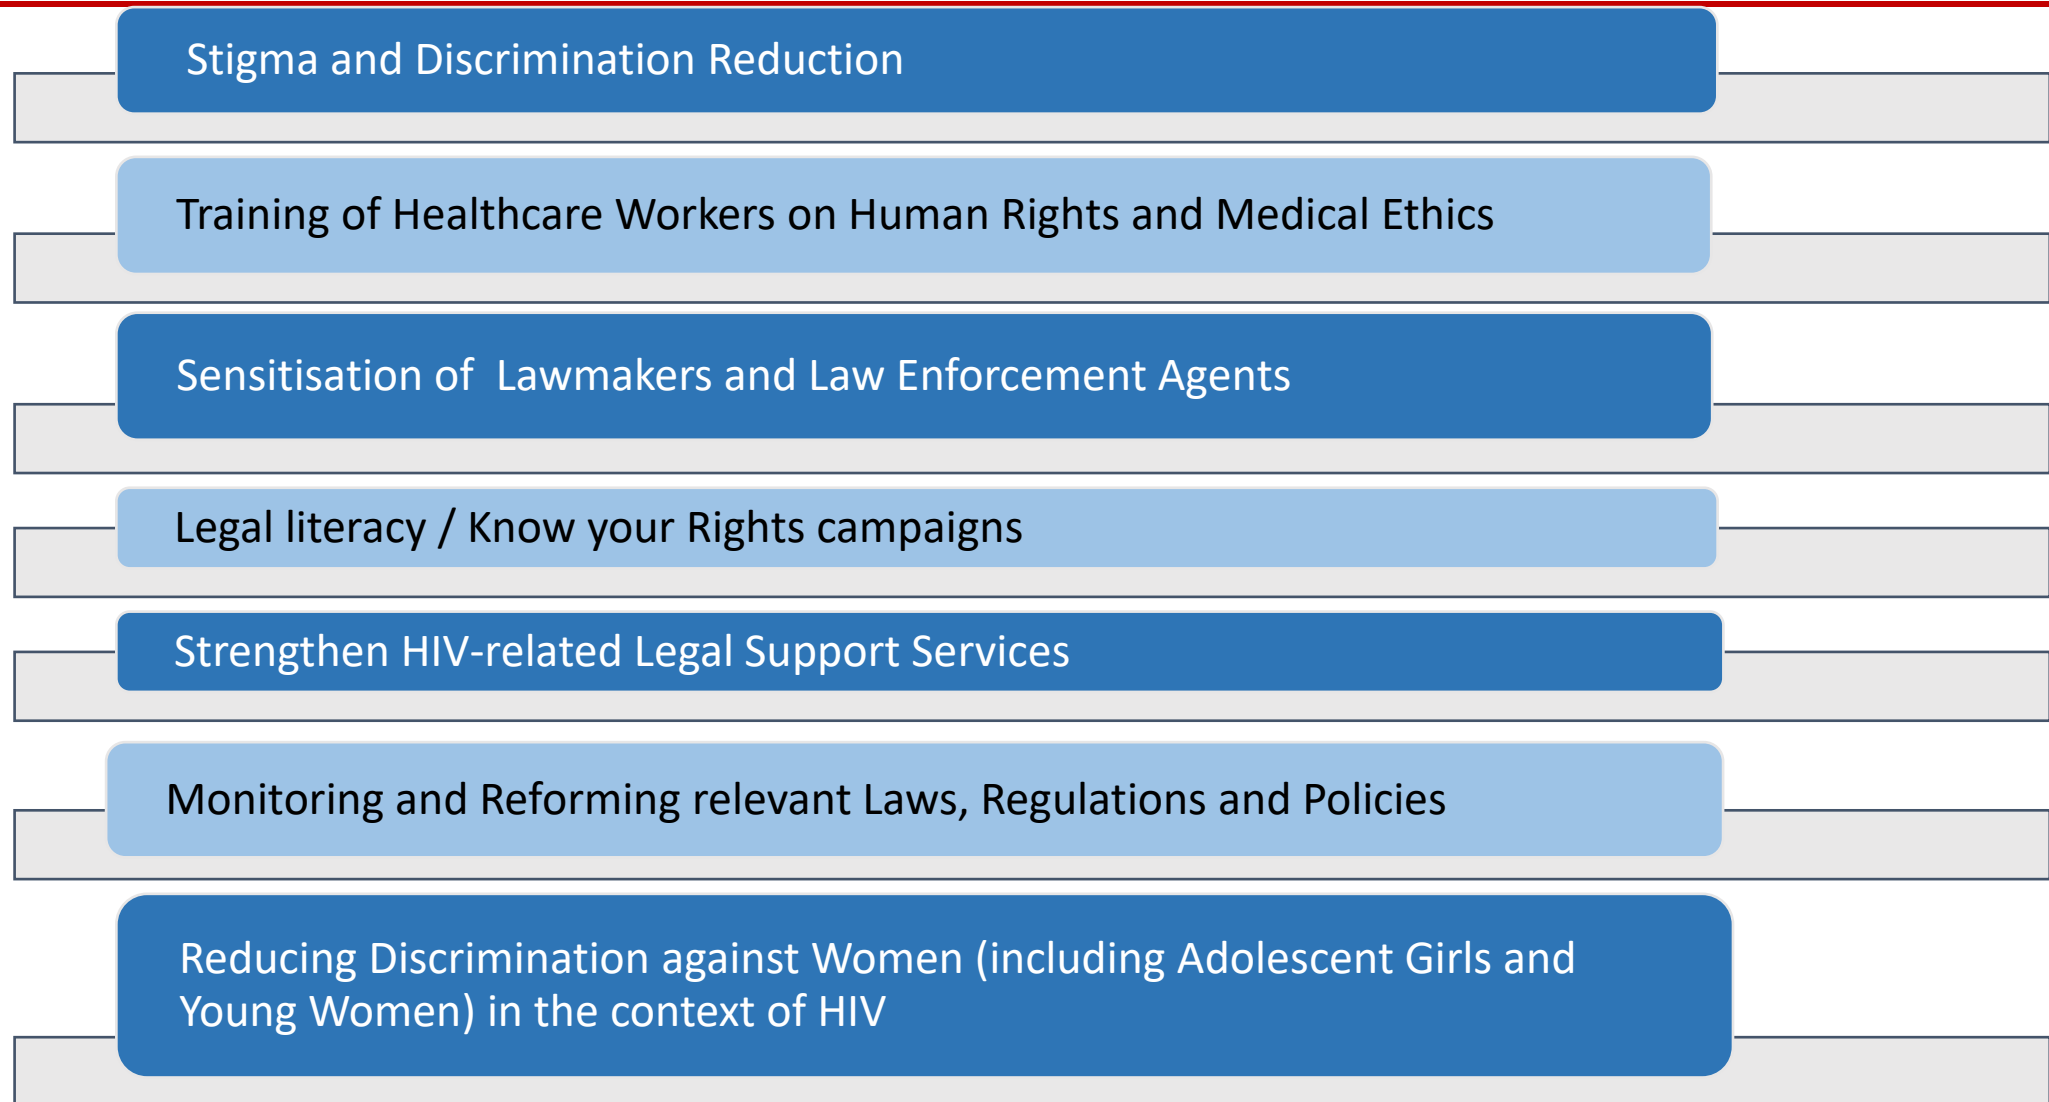 Stigma and Discrimination Reduction
Training of Healthcare Workers on Human Rights and Medical Ethics
Sensitisation of  Lawmakers and Law Enforcement Agents
Legal literacy / Know your Rights campaigns
Strengthen HIV-related Legal Support Services
Monitoring and Reforming relevant Laws, Regulations and Policies
Reducing Discrimination against Women (including Adolescent Girls and
Young Women) in the context of HIV